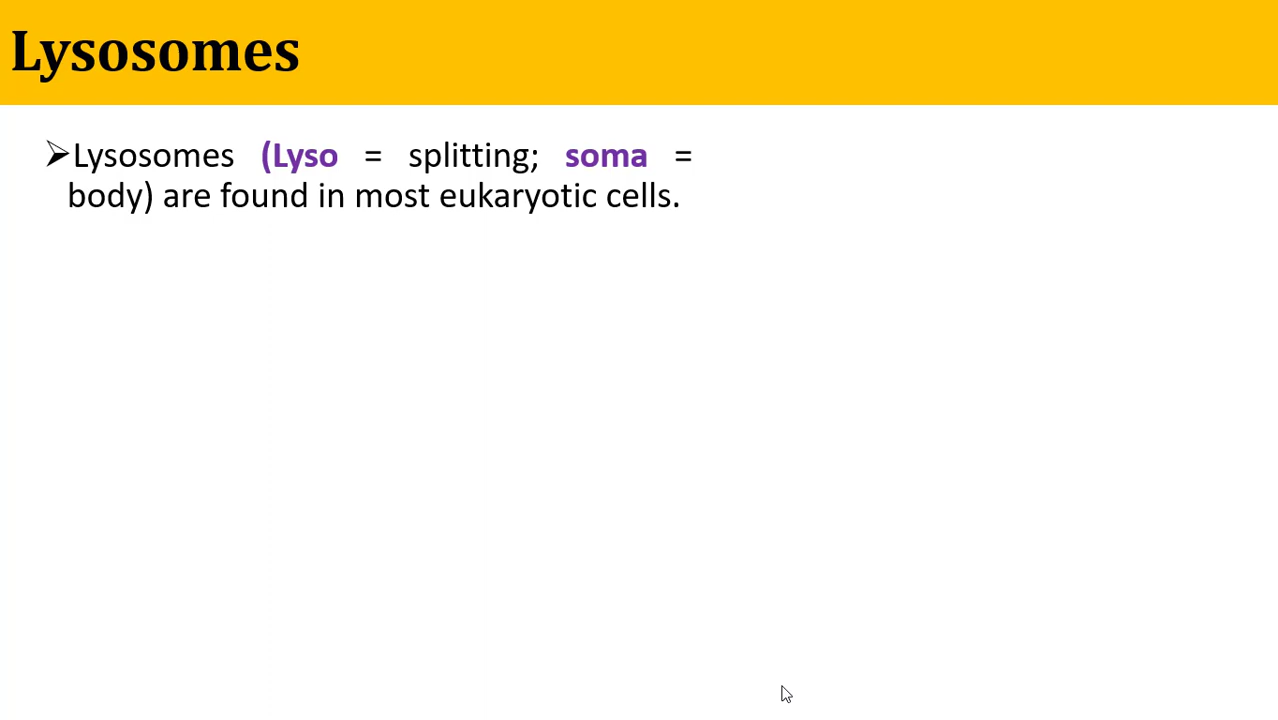 Lysosomes
➢Lysosomes (Lyso = splitting; soma =
body) are found in most eukaryotic cells.